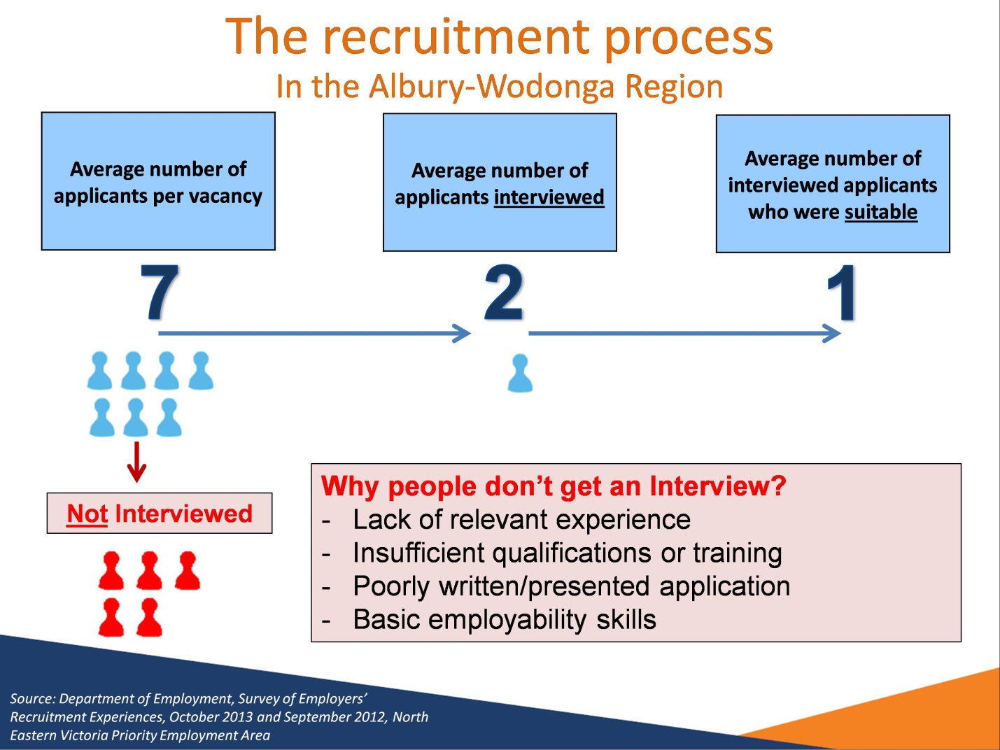 The recruitment process
In the Albury-Wodonga Region
Average number of
applicants per vacancy
Average number of
applicants interviewed
Average number of
interviewed applicants
who were suitable
7
2
1
Not Interviewed
Why people don’t get an Interview?
- Lack of relevant experience
- Insufficient qualifications or training
- Poorly written/presented application
- Basic employability skills
Source: Department of Employment, Survey of Employers’
Recruitment Experiences, October 2013 and September 2012, North
Eastern Victoria Priority Employment Area